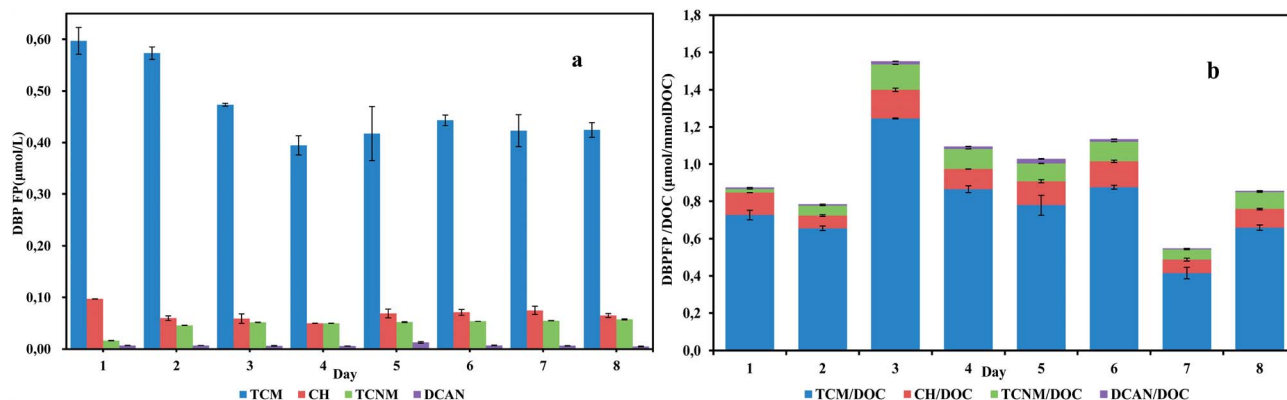 DBP FP(µmol/L)
0,60
0,50
0,40
0,30
0,20
0,10
0,00
a
1 2 3 4 5 6 7 8
Day
TCM CH TCNM DCAN
DBPFP /DOC (µmol/mmolDOC)
1,8
1,6
1,4
1,2
1,0
0,8
0,6
0,4
0,2
0,0
b
1 2 3 4 5 6 7 8
Day
TCM/DOC CH/DOC TCNM/DOC DCAN/DOC